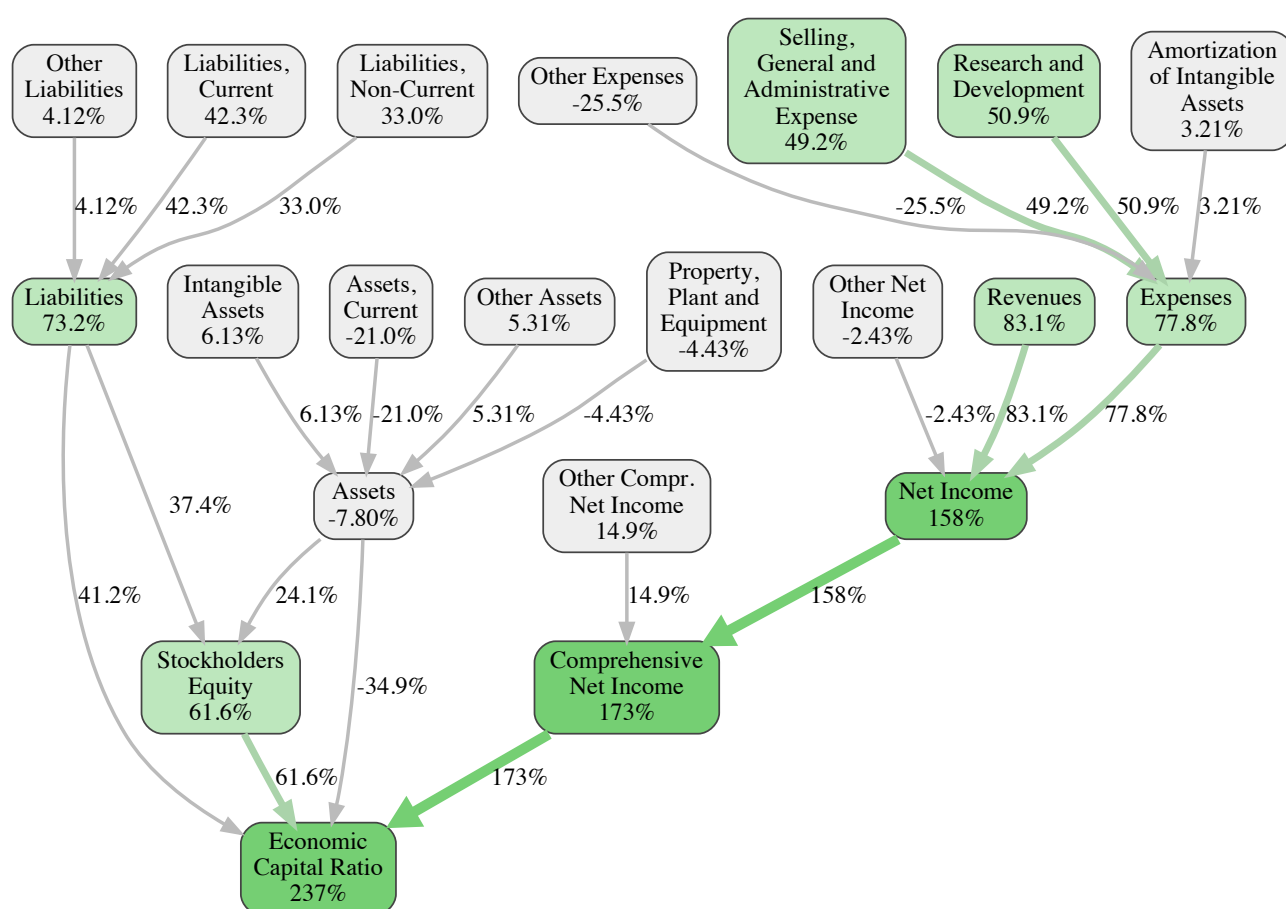 Other
Liabilities
4.12%
Liabilities,
Current
42.3%
Liabilities,
Non-Current
33.0%
Other Expenses
-25.5%
Selling,
General and
Administrative
Expense
49.2%
Research and
Development
50.9%
Amortization
of Intangible
Assets
3.21%
4.12%
42.3%
33.0%
-25.5%
49.2%
50.9%
3.21%
Liabilities
73.2%
Intangible
Assets
6.13%
Assets,
Current
-21.0%
Other Assets
5.31%
Property,
Plant and
Equipment
-4.43%
Other Net
Income
-2.43%
Revenues
83.1%
Expenses
77.8%
6.13%
-21.0%
5.31%
-4.43%
-2.43%
83.1%
77.8%
Assets
-7.80%
Other Compr.
Net Income
14.9%
Net Income
158%
37.4%
41.2%
24.1%
14.9%
158%
Stockholders
Equity
61.6%
-34.9%
Comprehensive
Net Income
173%
61.6%
173%
Economic
Capital Ratio
237%